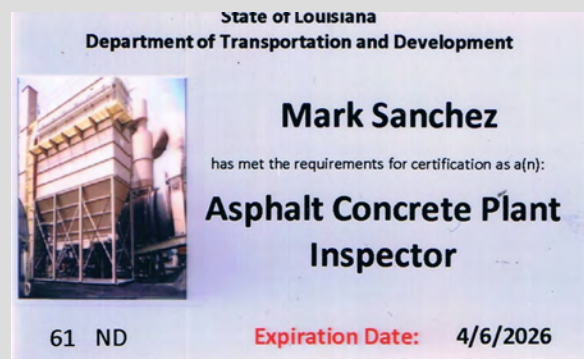 State of Louisiana
Department of Transportation and Development
Mark Sanchez
has met the requirements for certification as a(n):
Asphalt Concrete Plant
Inspector
61 ND
Expiration Date: 4/6/2026